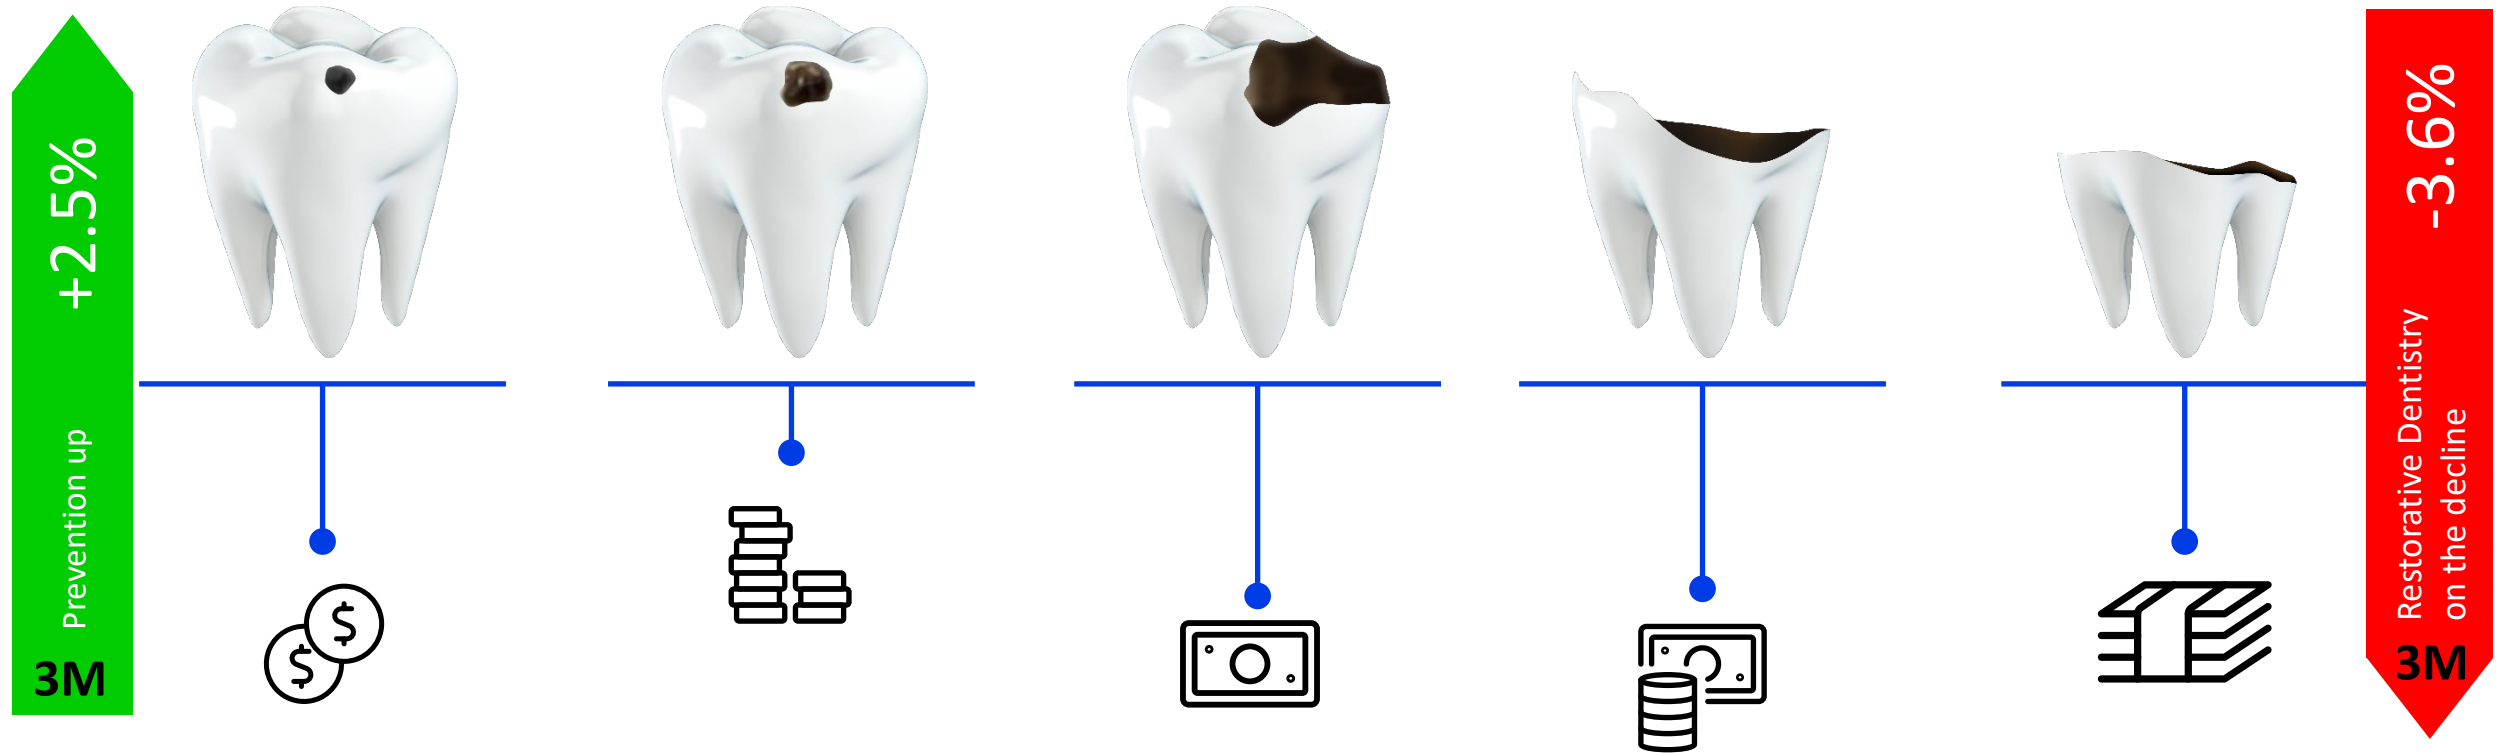 +2.5%
Prevention up
3M
$
$
-3.6%
Restorative Dentistry
on the decline
3M